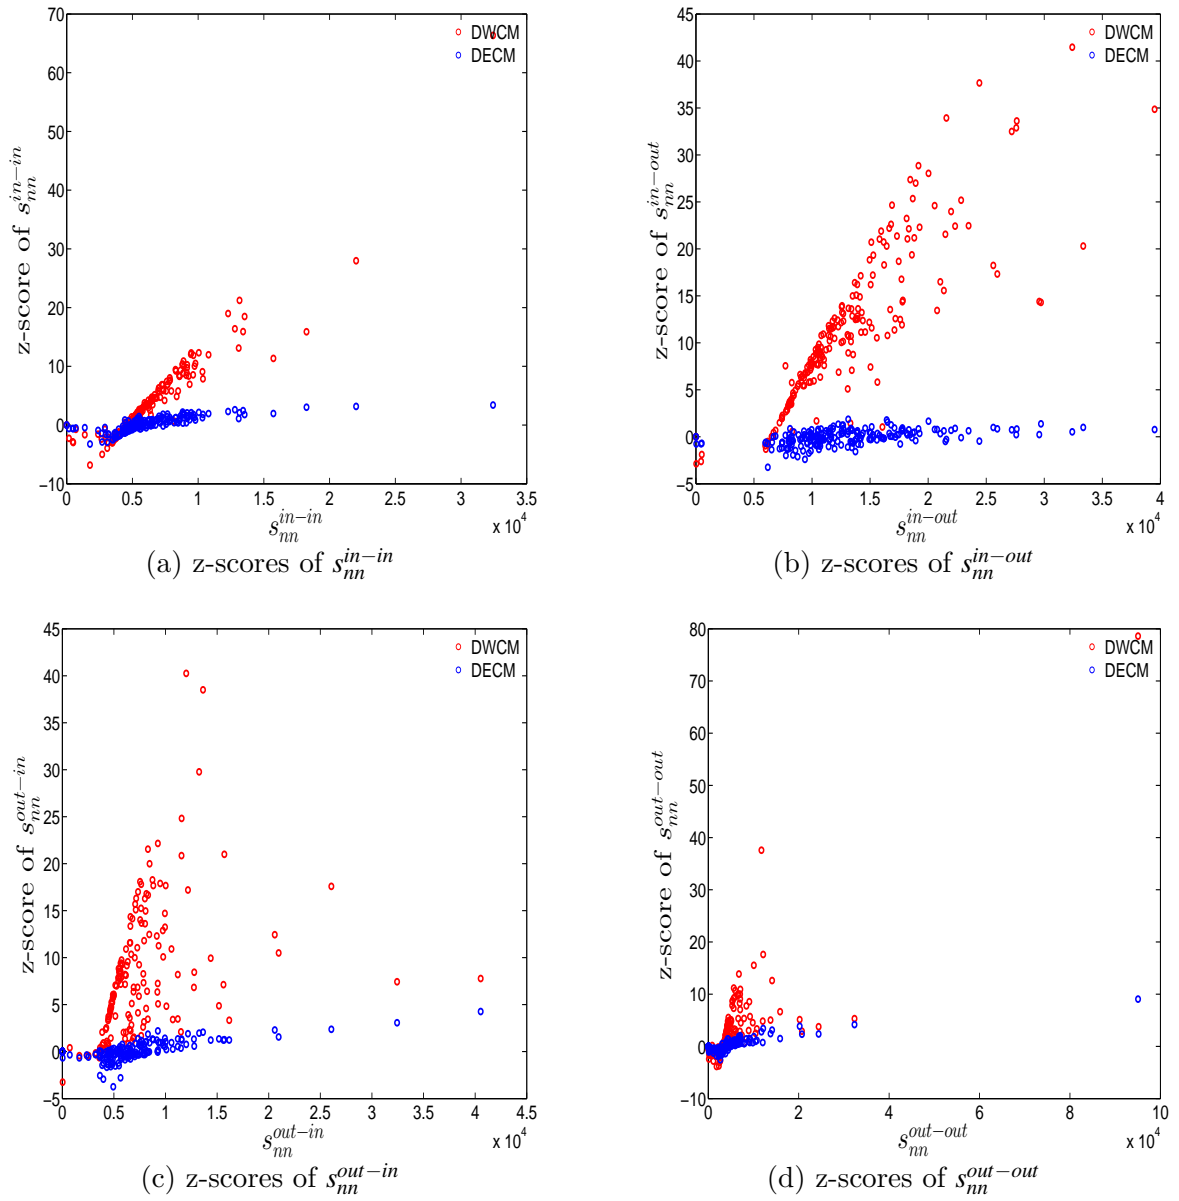 70
60
50
40
30
20
10
0
−10
z-score of s_nn^in−in
DWCM
DECM
0 0.5 1 1.5 2 2.5 3 3.5
x 10^4
s_nn^in−in
(a) z-scores of s_nn^in−in
45
40
35
30
25
20
15
10
5
0
−5
z-score of s_nn^in−out
DWCM
DECM
0 0.5 1 1.5 2 2.5 3 3.5 4
x 10^4
s_nn^in−out
(b) z-scores of s_nn^in−out
45
40
35
30
25
20
15
10
5
0
−5
z-score of s_nn^out−in
DWCM
DECM
0 0.5 1 1.5 2 2.5 3 3.5 4 4.5
x 10^4
s_nn^out−in
(c) z-scores of s_nn^out−in
80
70
60
50
40
30
20
10
0
−10
z-score of s_nn^out−out
DWCM
DECM
0 2 4 6 8 10
x 10^4
s_nn^out−out
(d) z-scores of s_nn^out−out